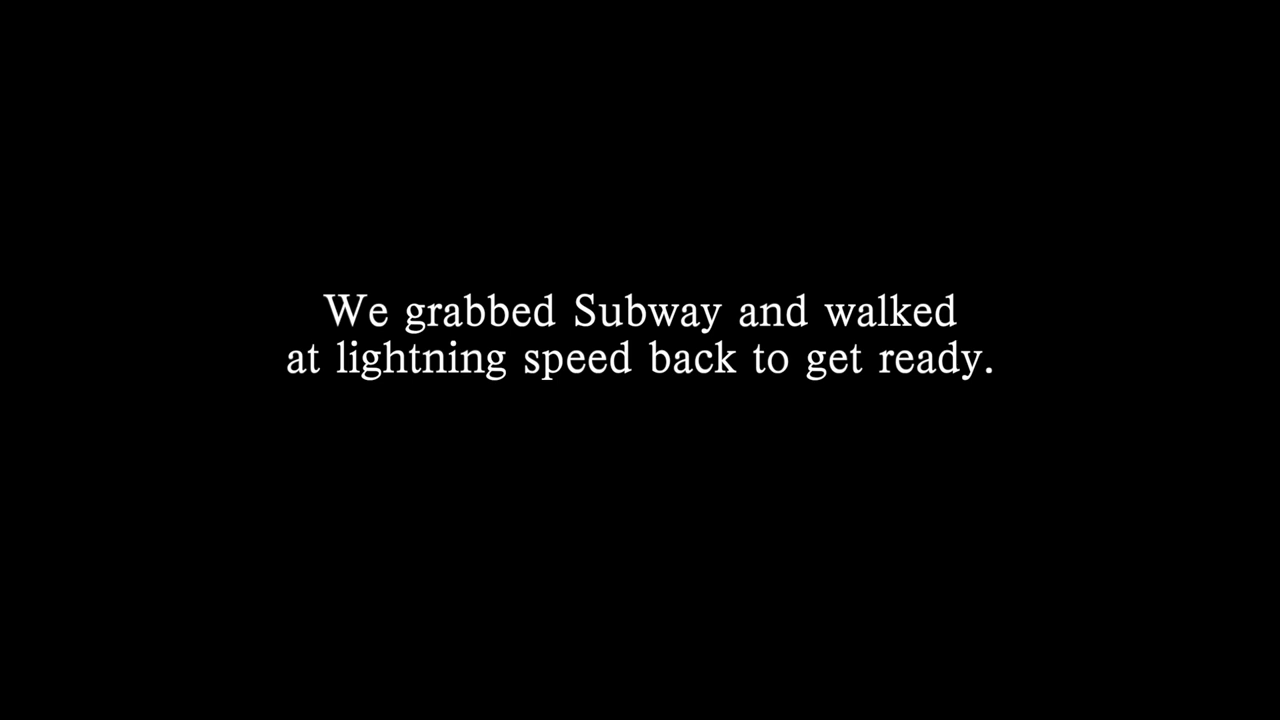 We grabbed Subway and walked
at lightning speed back to get ready.